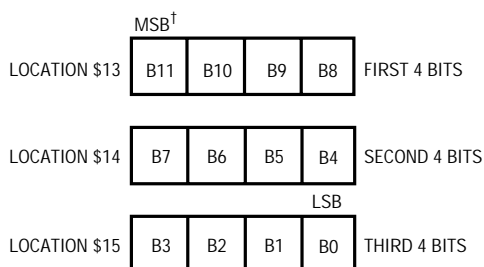 MSB†
LOCATION $13 B11 B10 B9 B8 FIRST 4 BITS
LOCATION $14 B7 B6 B5 B4 SECOND 4 BITS
LSB
LOCATION $15 B3 B2 B1 B0 THIRD 4 BITS